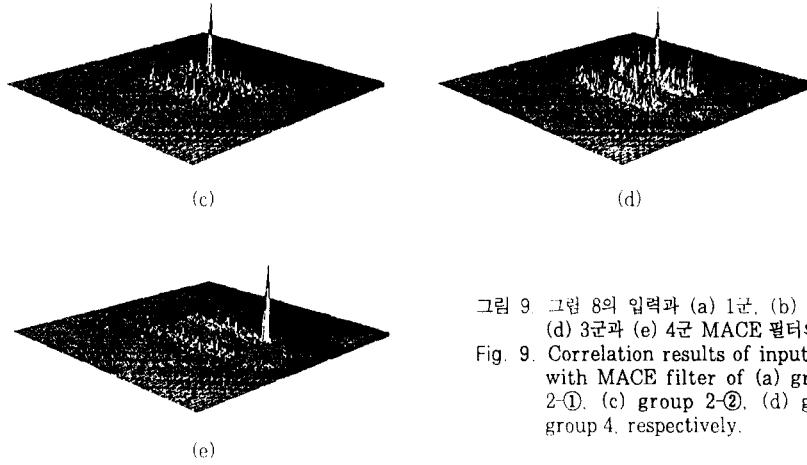 (c)
(d)
(e)
그림 9. 그림 8의 입력과 (a) 1군, (b)
(d) 3군과 (e) 4군 MACE 필터
Fig. 9. Correlation results of input
with MACE filter of (a)
2-①, (c) group 2-②, (d)
group 4, respectively.